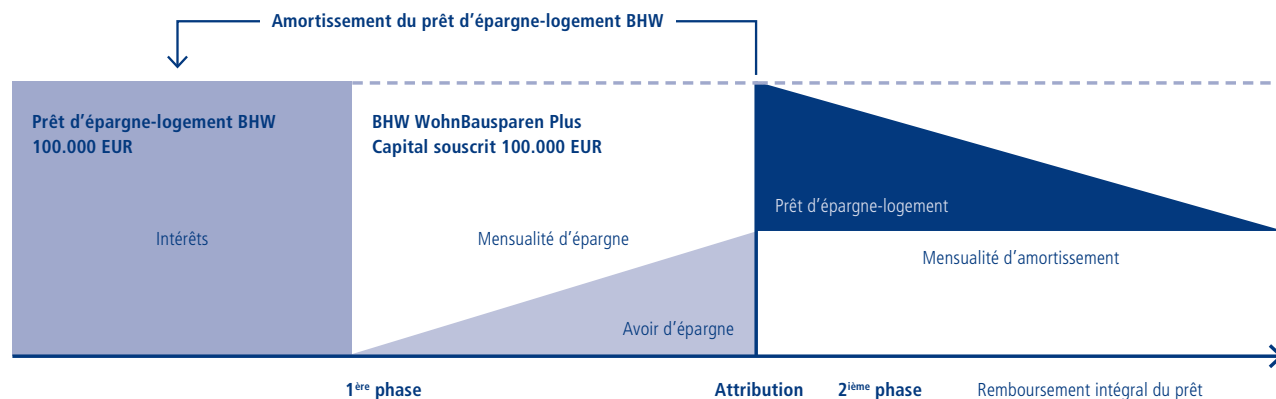 Amortissement du prêt d’épargne-logement BHW
Prêt d’épargne-logement BHW
100.000 EUR
BHW WohnBausparen Plus
Capital souscrit 100.000 EUR
Prêt d’épargne-logement
Intérêts
Mensualité d’épargne
Mensualité d’amortissement
Avoir d’épargne
1ère phase
Attribution
2ième phase
Remboursement intégral du prêt